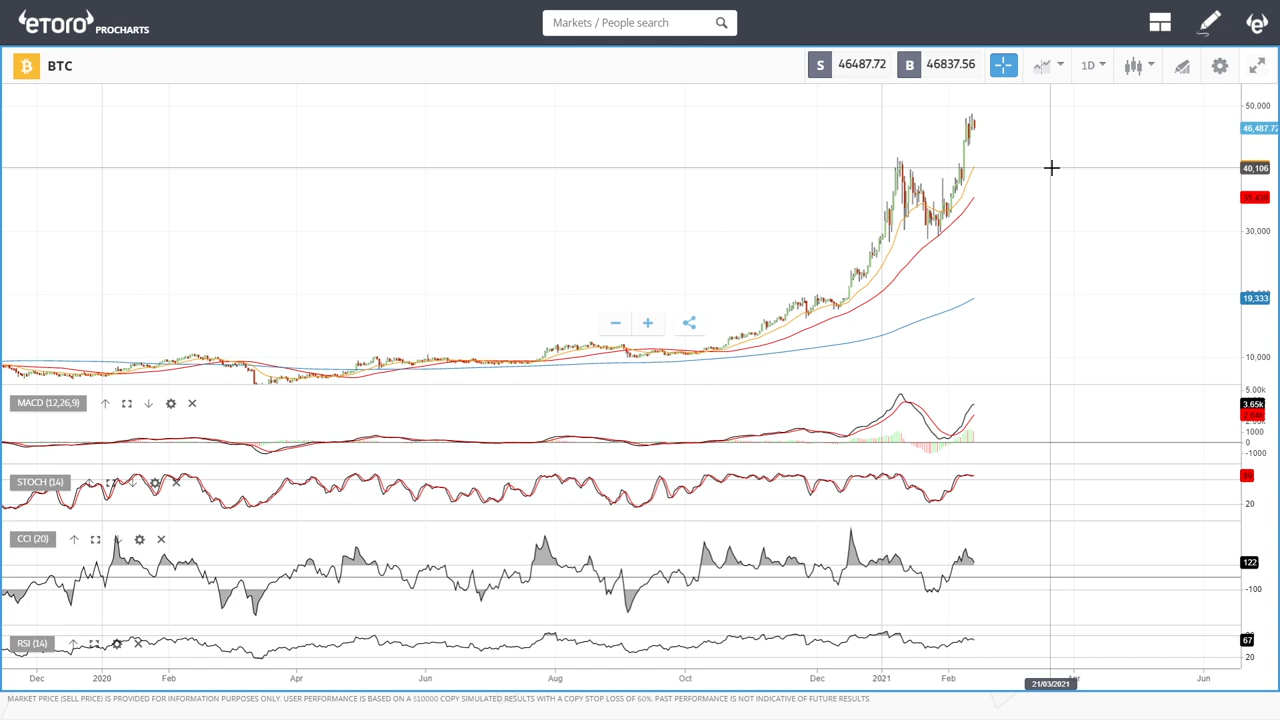 eTORO PROCHARTS
Markets / People search
BTC
S 46487.72 B 46837.56
1D
50,000
46,487.72
40,106
30,000
19,333
10,000
MACD (12,26,9)
5.00k
3.65k
1000
0
-1000
STOCH (14)
20
CCI (20)
122
-100
RSI (14)
67
20
Dec 2020 Feb Apr Jun Aug Oct Dec 2021 Feb Apr Jun
21/03/2021
MARKET PRICE (SELL PRICE) IS PROVIDED FOR INFORMATION PURPOSES ONLY. USER PERFORMANCE IS BASED ON A $10000 COPY SIMULATED RESULTS WITH A COPY STOP LOSS OF 60%. PAST PERFORMANCE IS NOT INDICATIVE OF FUTURE RESULTS.